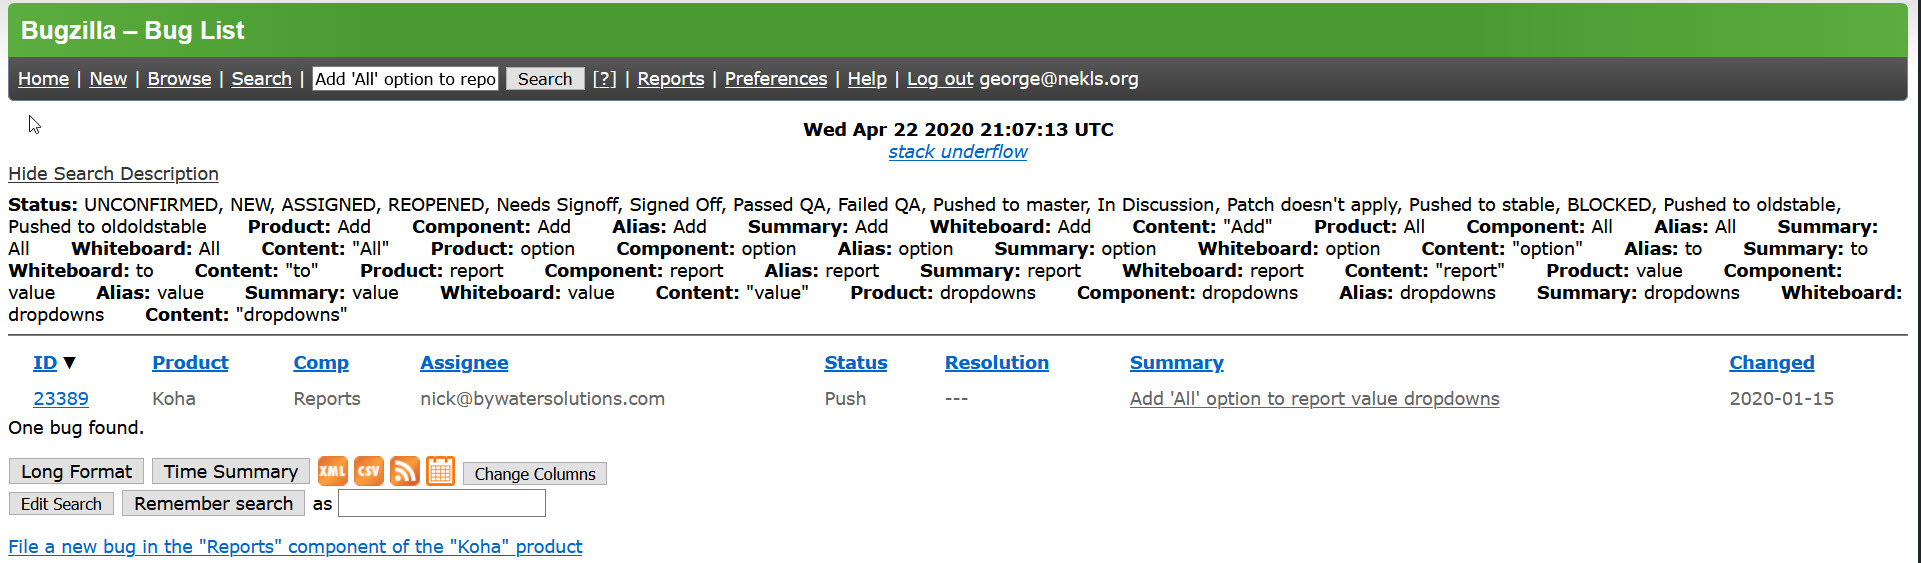 Bugzilla – Bug List
Home | New | Browse | Search | Add 'All' option to repo Search [?] | Reports | Preferences | Help | Log out george@nekls.org
Wed Apr 22 2020 21:07:13 UTC
stack underflow
Hide Search Description
Status: UNCONFIRMED, NEW, ASSIGNED, REOPENED, Needs Signoff, Signed Off, Passed QA, Failed QA, Pushed to master, In Discussion, Patch doesn't apply, Pushed to stable, BLOCKED, Pushed to oldstable,
Pushed to oldoldstable Product: Add Component: Add Alias: Add Summary: Add Whiteboard: Add Content: "Add" Product: All Component: All Alias: All Summary:
All Whiteboard: All Content: "All" Product: option Component: option Alias: option Summary: option Whiteboard: option Content: "option" Alias: to Summary: to
Whiteboard: to Content: "to" Product: report Component: report Alias: report Summary: report Whiteboard: report Content: "report" Product: value Component:
value Alias: value Summary: value Whiteboard: value Content: "value" Product: dropdowns Component: dropdowns Alias: dropdowns Summary: dropdowns Whiteboard:
dropdowns Content: "dropdowns"
ID ▼ Product Comp Assignee Status Resolution Summary Changed
23389 Koha Reports nick@bywatersolutions.com Push --- Add 'All' option to report value dropdowns 2020-01-15
One bug found.
Long Format Time Summary XML CSV Change Columns
Edit Search Remember search as
File a new bug in the "Reports" component of the "Koha" product